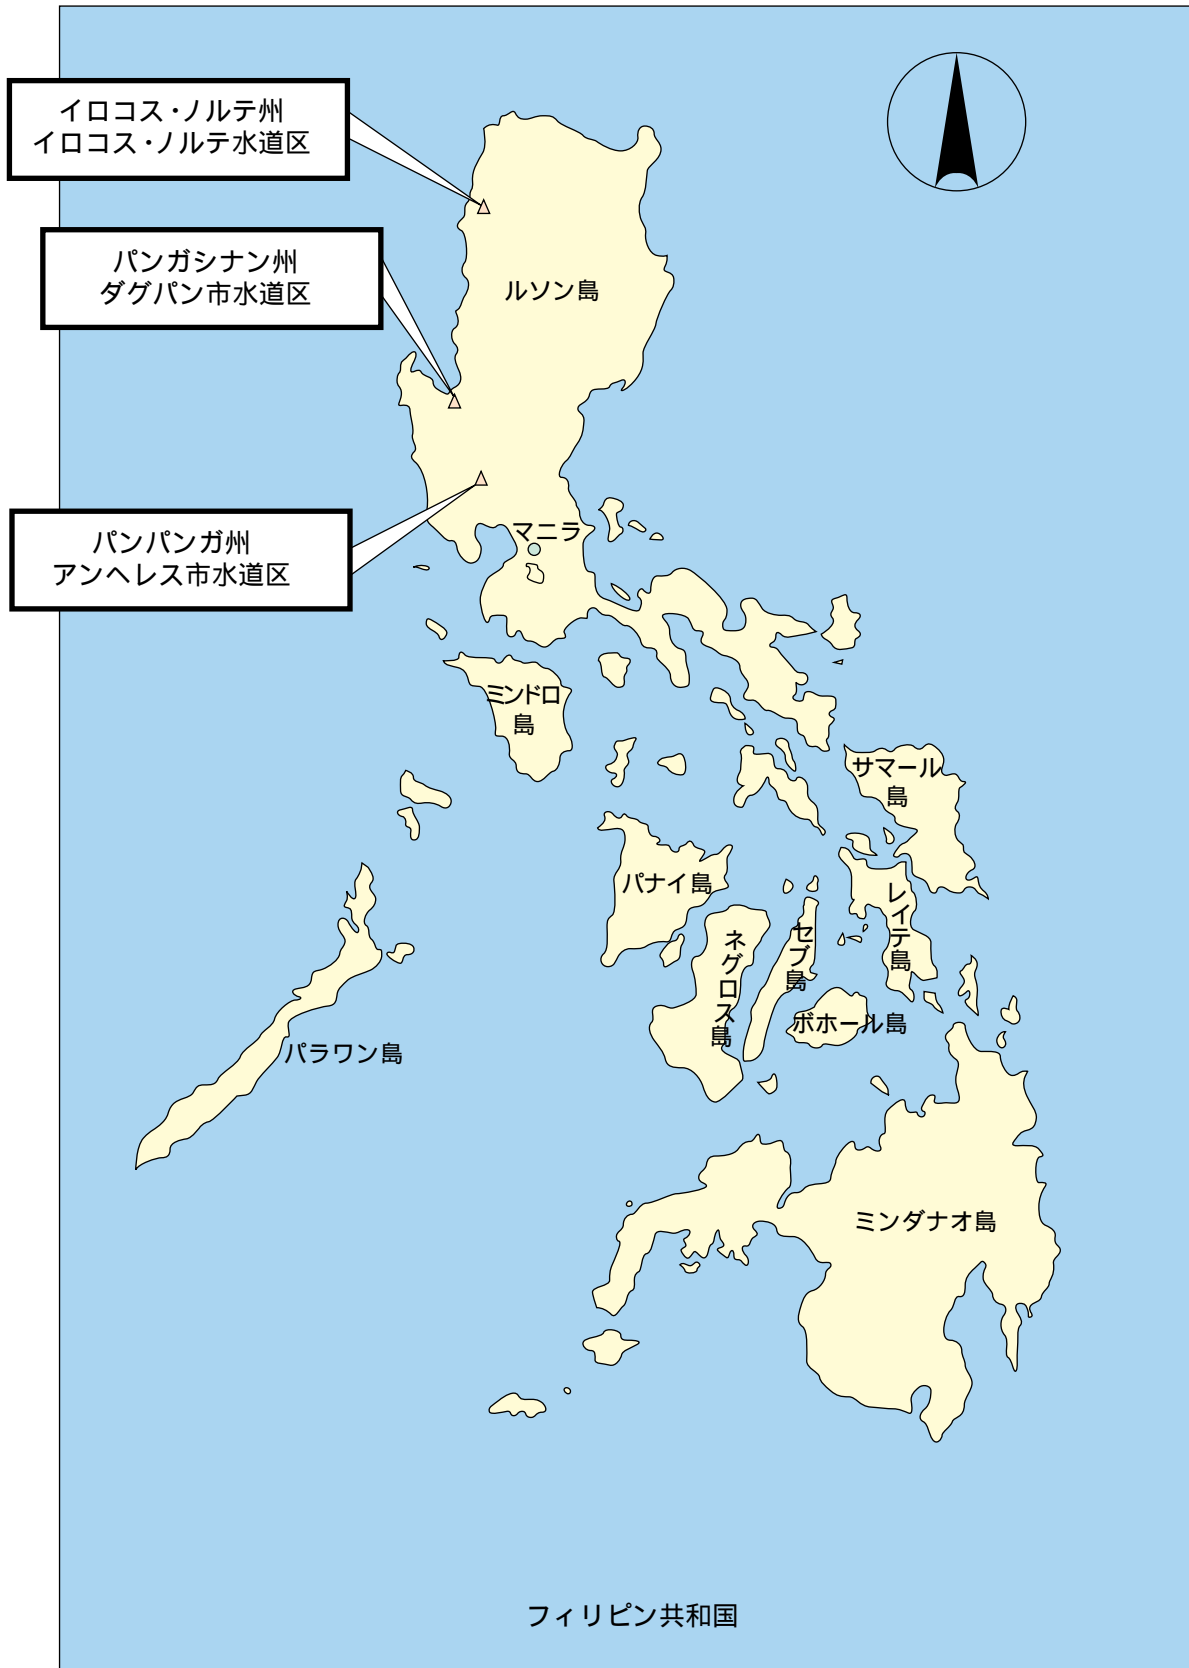 イロコス・ノルテ州
イロコス・ノルテ水道区
パンガシナン州
ダグパン市水道区
ルソン島
マニラ
パンパンガ州
アンヘレス市水道区
ミンドロ
島
サマール
島
パナイ島
レイテ島
ネグロス島
セブ島
ボホール島
パラワン島
ミンダナオ島
フィリピン共和国